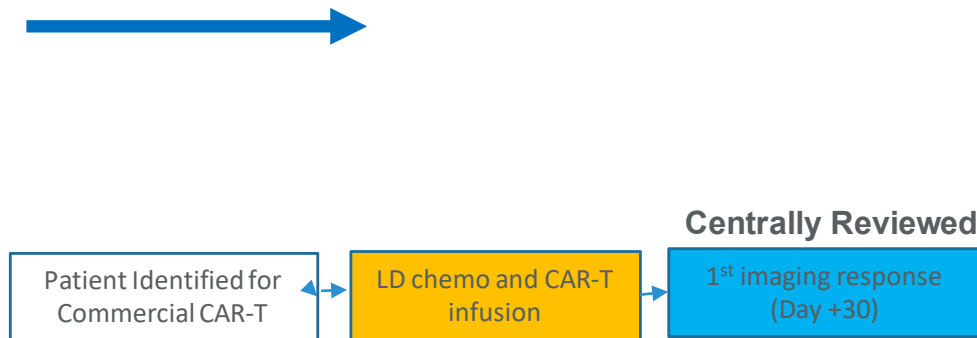 Centrally Reviewed
Patient Identified for
Commercial CAR-T
LD chemo and CAR-T
infusion
1st imaging response
(Day +30)